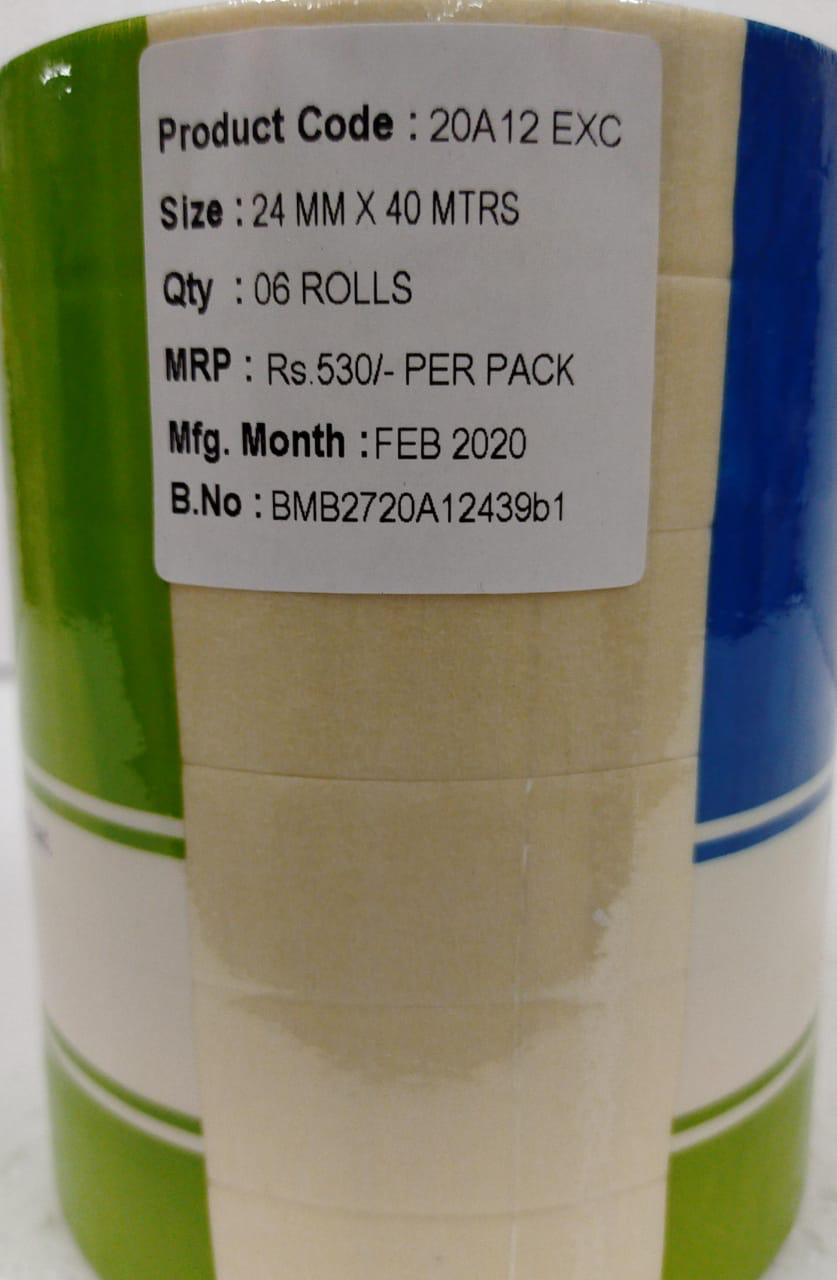 Product Code : 20A12 EXC
Size : 24 MM X 40 MTRS
Qty : 06 ROLLS
MRP : Rs.530/- PER PACK
Mfg. Month : FEB 2020
B.No : BMB2720A12439b1